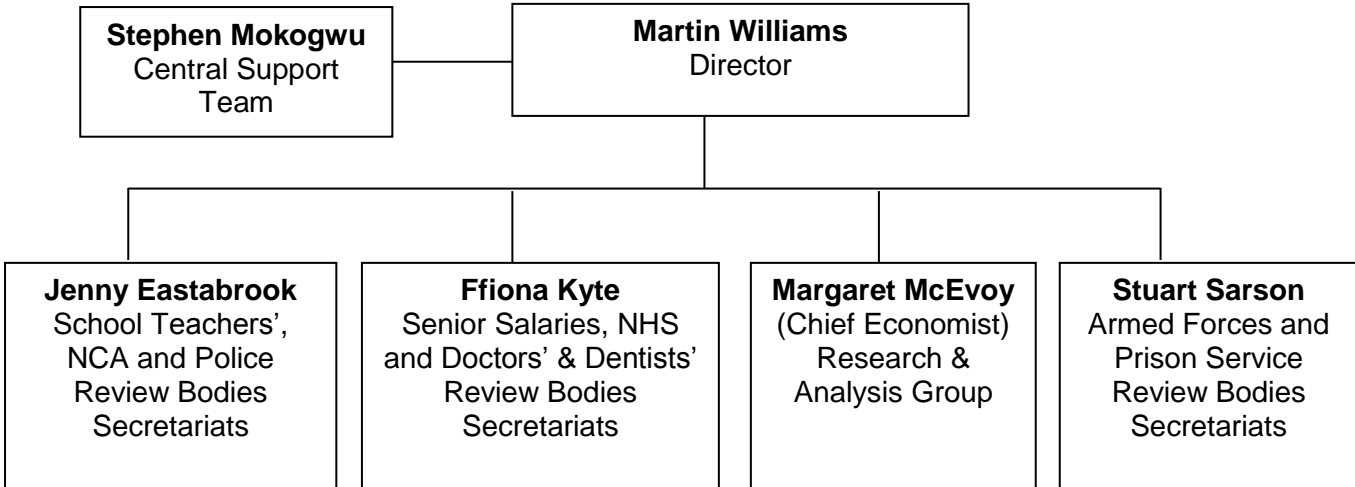 Stephen Mokogwu
Central Support
Team
Martin Williams
Director
Jenny Eastabrook
School Teachers’,
NCA and Police
Review Bodies
Secretariats
Ffiona Kyte
Senior Salaries, NHS
and Doctors’ & Dentists’
Review Bodies
Secretariats
Margaret McEvoy
(Chief Economist)
Research &
Analysis Group
Stuart Sarson
Armed Forces and
Prison Service
Review Bodies
Secretariats